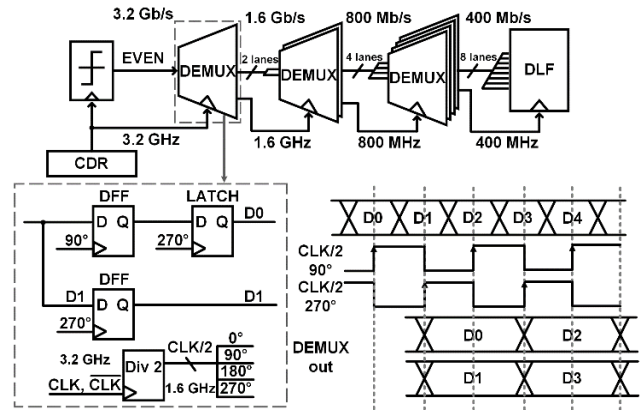 3.2 Gb/s
1.6 Gb/s
800 Mb/s
400 Mb/s
EVEN
DEMUX
2 lanes
DEMUX
4 lanes
DEMUX
8 lanes
DLF
3.2 GHz
1.6 GHz
800 MHz
400 MHz
CDR
DFF
LATCH
D Q
D Q
D0
90°
270°
DFF
D1
D Q
D1
270°
3.2 GHz
CLK/2
Div 2
CLK, CLK
1.6 GHz
0°
90°
180°
270°
D0
D1
D2
D3
D4
CLK/2
90°
CLK/2
270°
DEMUX
out
D0
D2
D1
D3